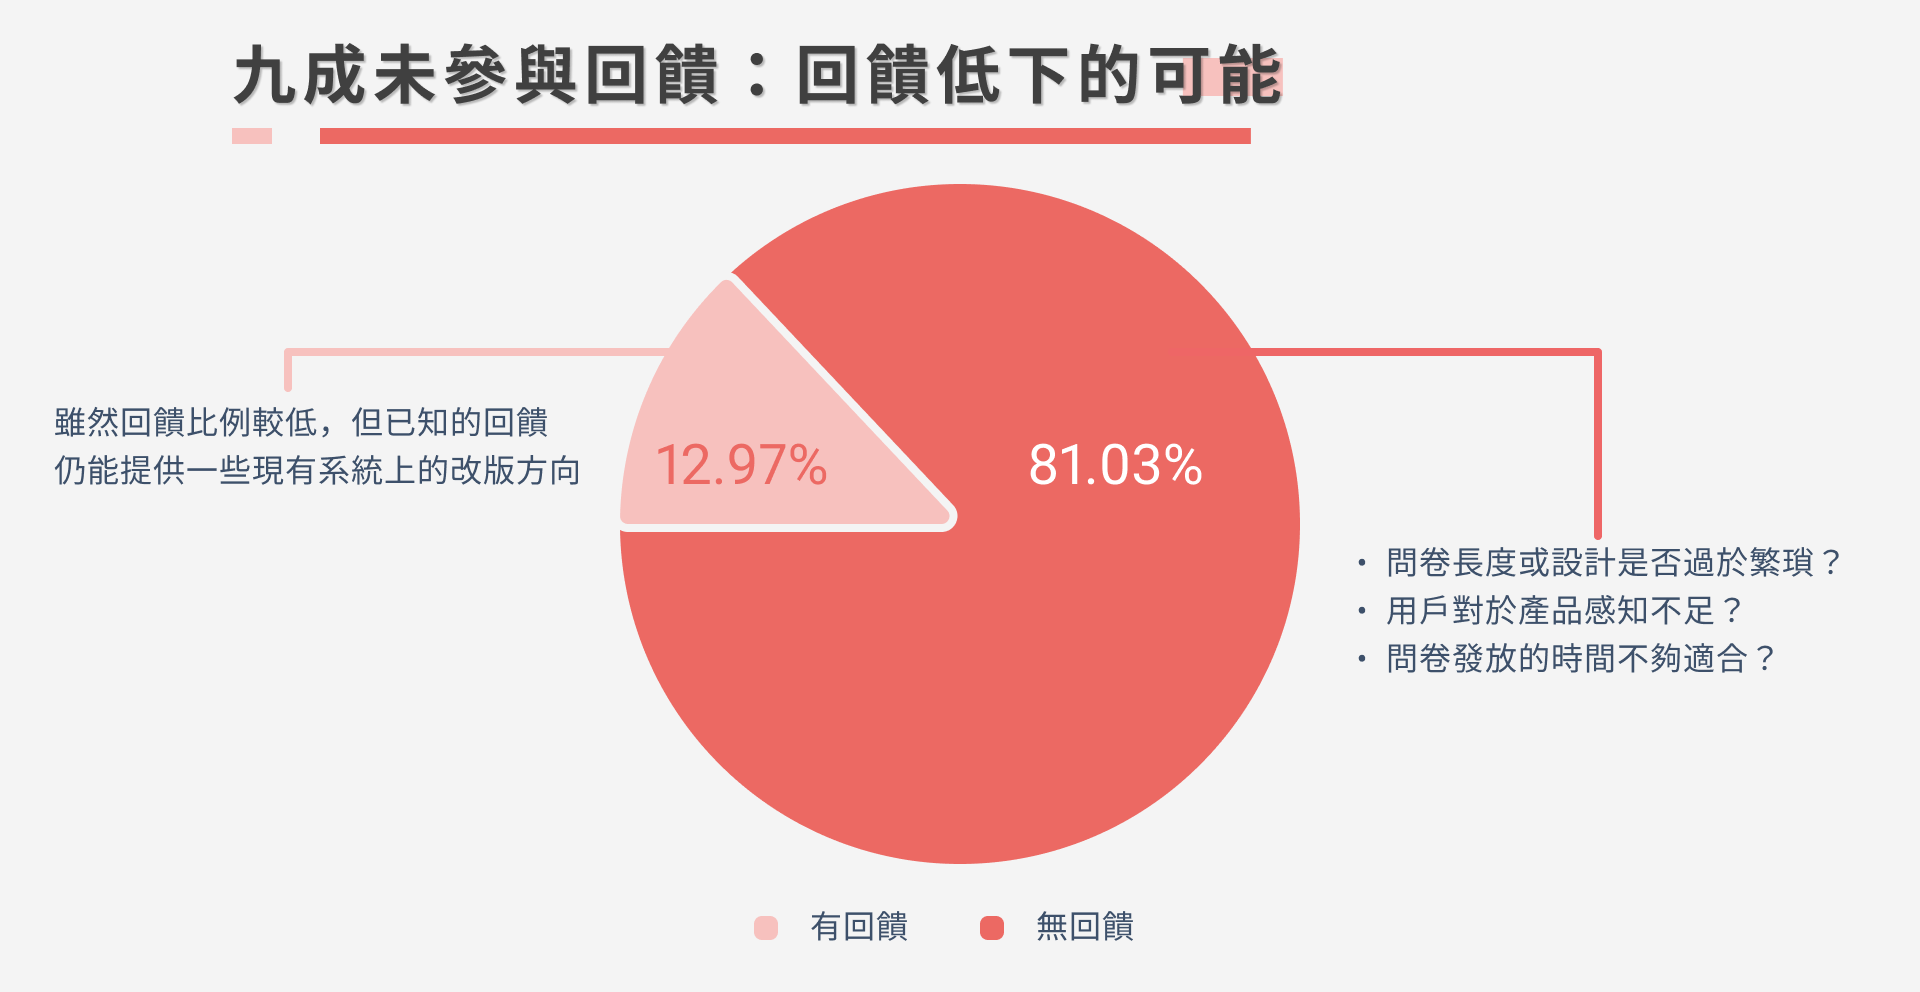 九成未參與回饋：回饋低下的可能
雖然回饋比例較低，但已知的回饋
仍能提供一些現有系統上的改版方向
12.97%
81.03%
• 問卷長度或設計是否過於繁瑣？
• 用戶對於產品感知不足？
• 問卷發放的時間不夠適合？
有回饋
無回饋